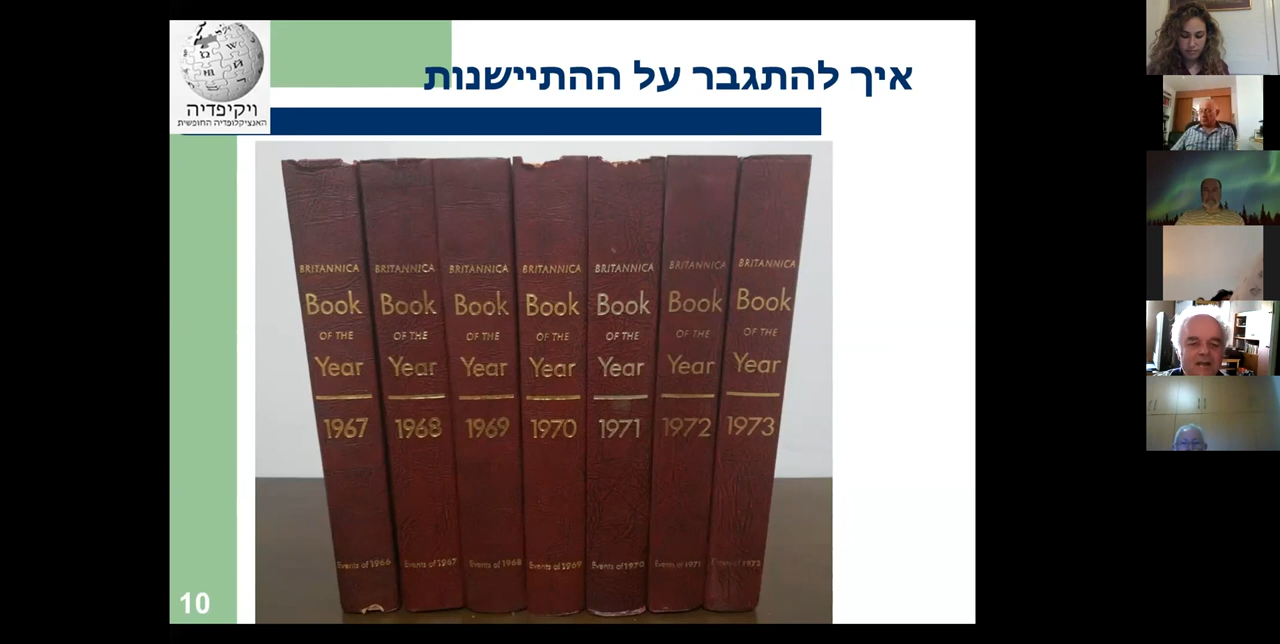 איך להתגבר על ההתיישנות
ויקיפדיה
האנציקלופדיה החופשית
BRITANNICA
Book
OF THE
Year
1967
Events of 1966
BRITANNICA
Book
OF THE
Year
1968
Events of 1967
BRITANNICA
Book
OF THE
Year
1969
Events of 1968
BRITANNICA
Book
OF THE
Year
1970
Events of 1969
BRITANNICA
Book
OF THE
Year
1971
Events of 1970
BRITANNICA
Book
OF THE
Year
1972
Events of 1971
BRITANNICA
Book
OF THE
Year
1973
Events of 1972
10